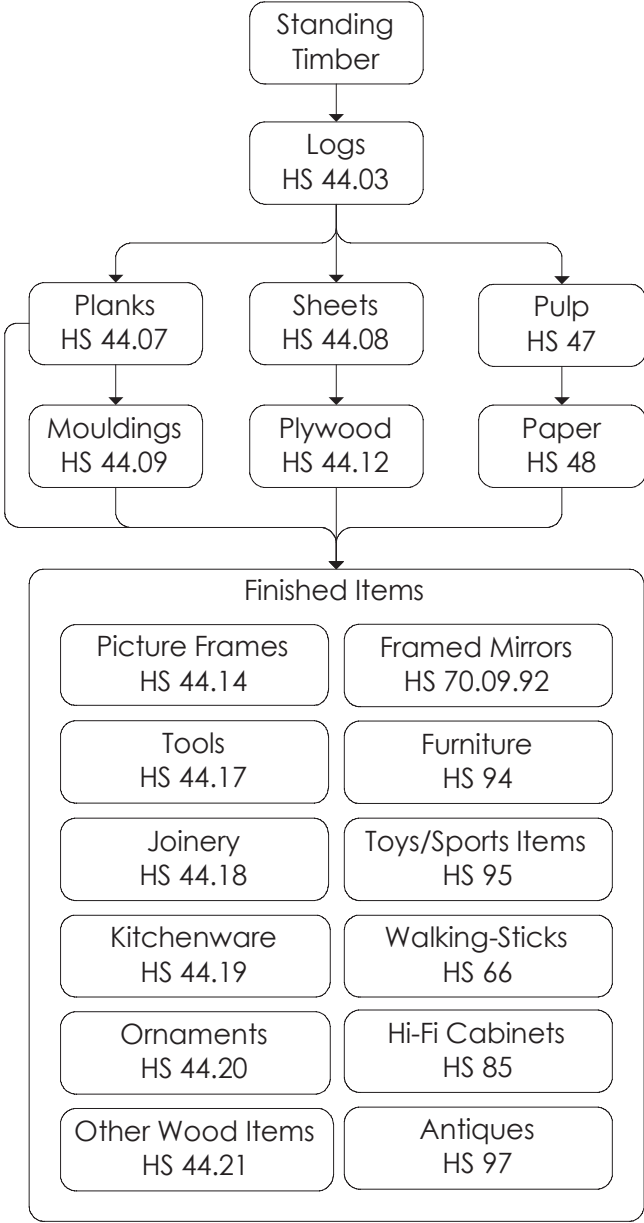 Standing
Timber
Logs
HS 44.03
Planks
HS 44.07
Sheets
HS 44.08
Pulp
HS 47
Mouldings
HS 44.09
Plywood
HS 44.12
Paper
HS 48
Finished Items
Picture Frames
HS 44.14
Framed Mirrors
HS 70.09.92
Tools
HS 44.17
Furniture
HS 94
Joinery
HS 44.18
Toys/Sports Items
HS 95
Kitchenware
HS 44.19
Walking-Sticks
HS 66
Ornaments
HS 44.20
Hi-Fi Cabinets
HS 85
Other Wood Items
HS 44.21
Antiques
HS 97